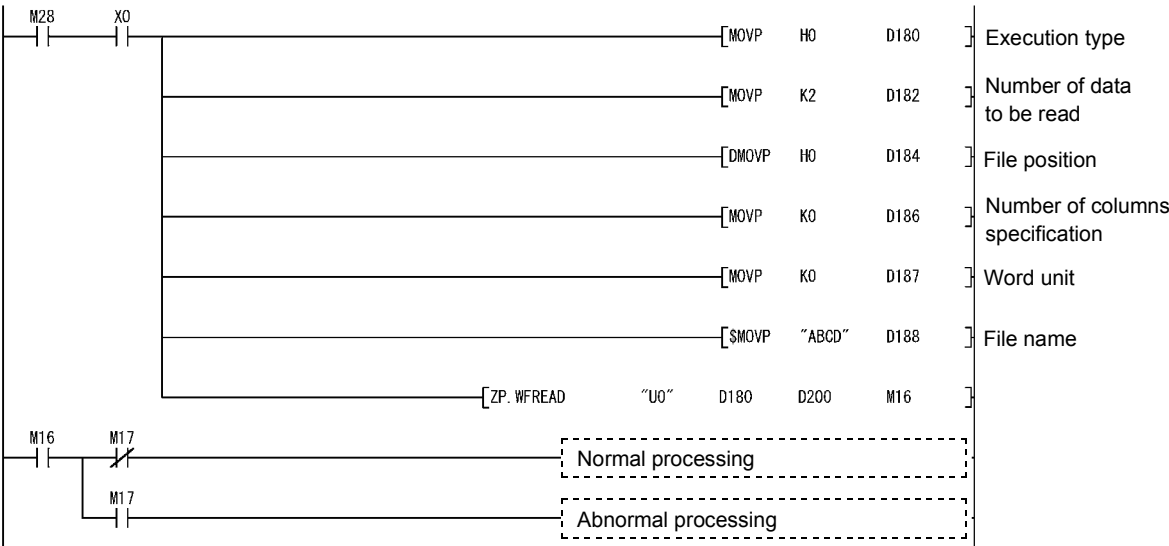 M28 X0
MOVP H0 D180 Execution type
MOVP K2 D182 Number of data
to be read
DMOVP H0 D184 File position
MOVP K0 D186 Number of columns
specification
MOVP K0 D187 Word unit
$MOVP "ABCD" D188 File name
ZP.WFREAD "U0" D180 D200 M16
M16 M17
Normal processing
M17
Abnormal processing